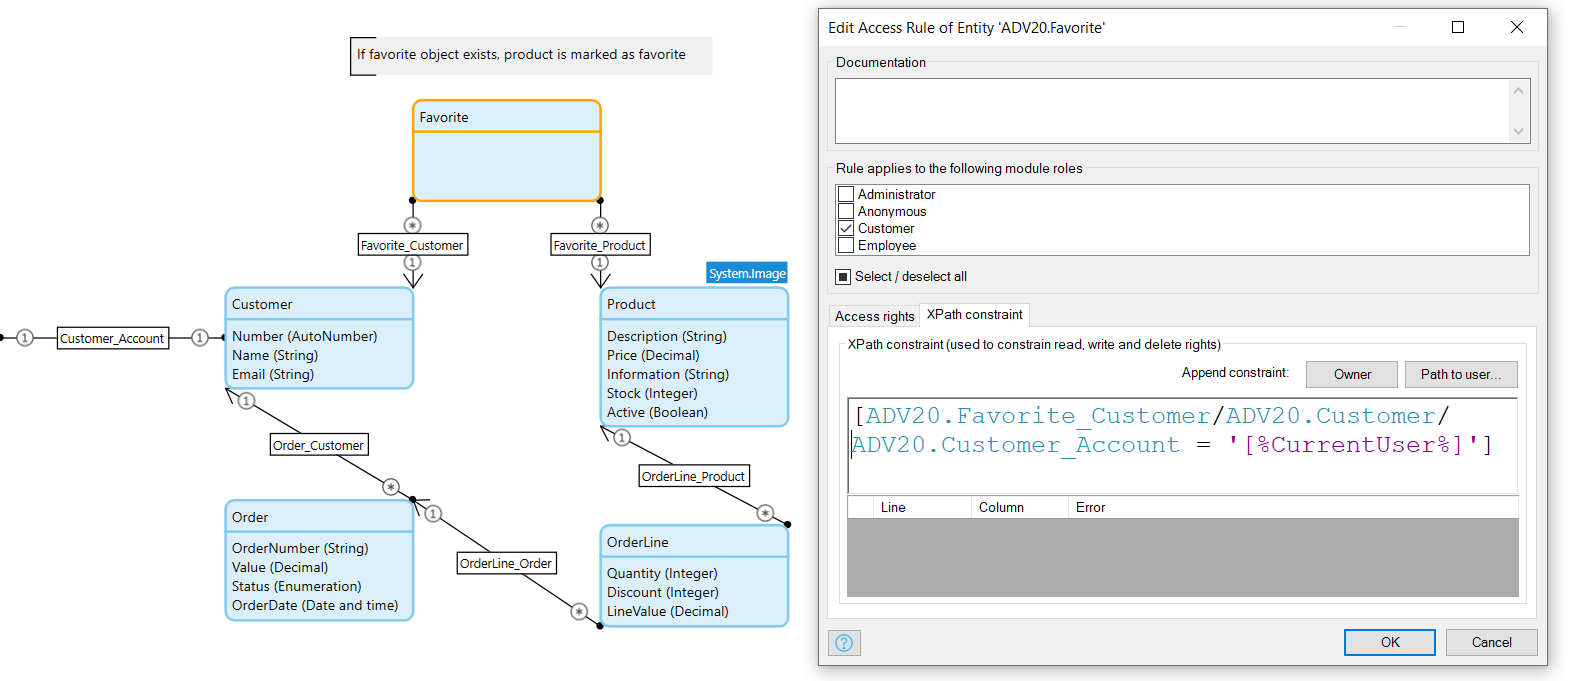 If favorite object exists, product is marked as favorite
Favorite
*
*
Favorite_Customer
Favorite_Product
1
1
System.Image
Customer
Number (AutoNumber)
Name (String)
Email (String)
Product
Description (String)
Price (Decimal)
Information (String)
Stock (Integer)
Active (Boolean)
1
Customer_Account
1
1
Order_Customer
*
1
OrderLine_Product
*
Order
OrderNumber (String)
Value (Decimal)
Status (Enumeration)
OrderDate (Date and time)
1
OrderLine_Order
*
OrderLine
Quantity (Integer)
Discount (Integer)
LineValue (Decimal)
Edit Access Rule of Entity 'ADV20.Favorite'
Documentation
Rule applies to the following module roles
Administrator
Anonymous
Customer
Employee
Select / deselect all
Access rights XPath constraint
XPath constraint (used to constrain read, write and delete rights)
Append constraint: Owner Path to user...
[ADV20.Favorite_Customer/ADV20.Customer/
ADV20.Customer_Account = '[%CurrentUser%]']
Line Column Error
? OK Cancel